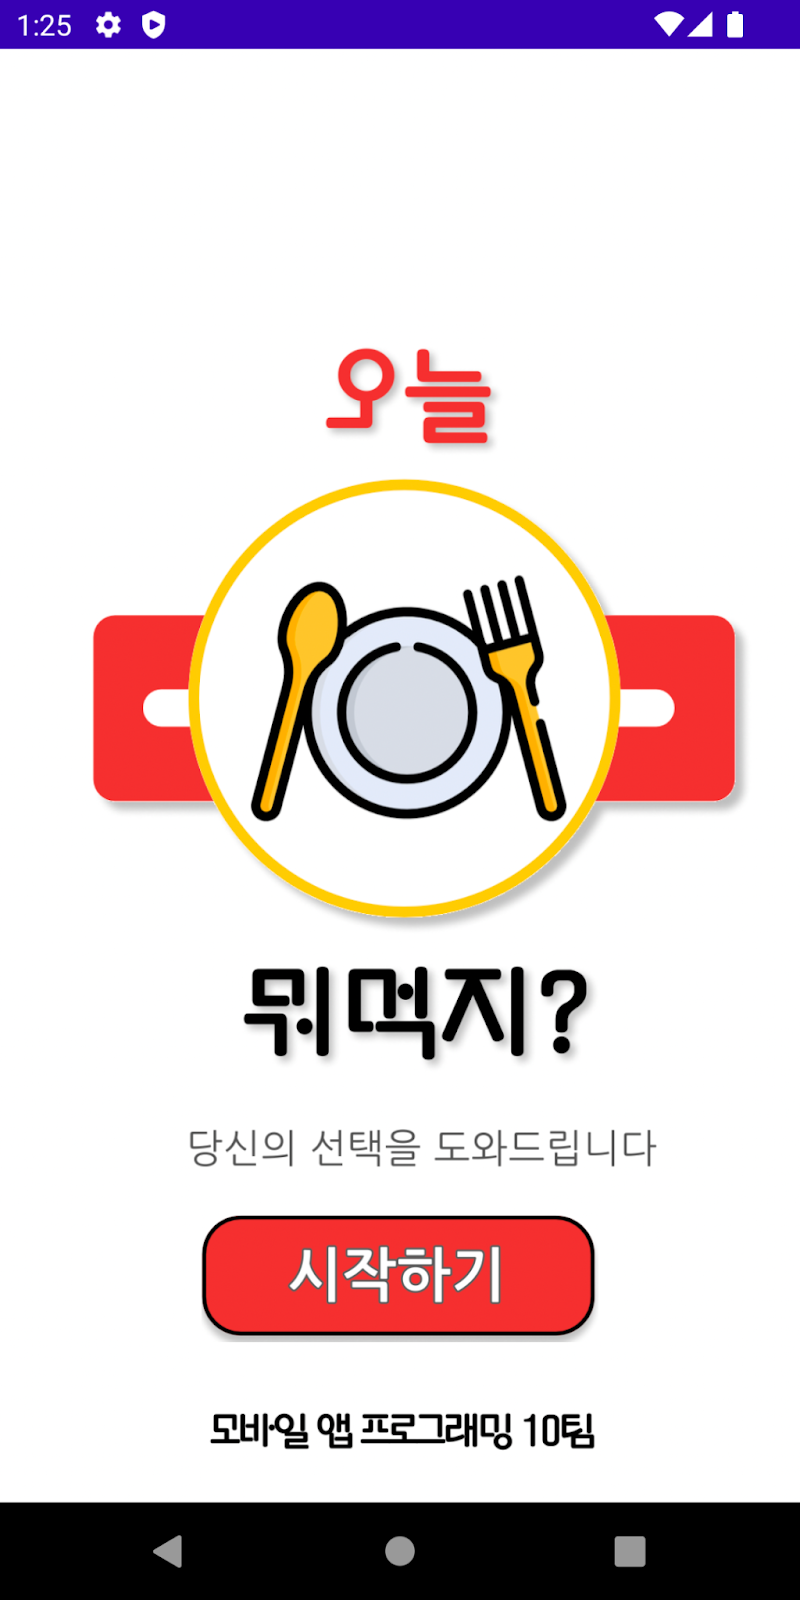 1:25
오늘
뭐먹지?
당신의 선택을 도와드립니다
시작하기
모바일 앱 프로그래밍 10팀